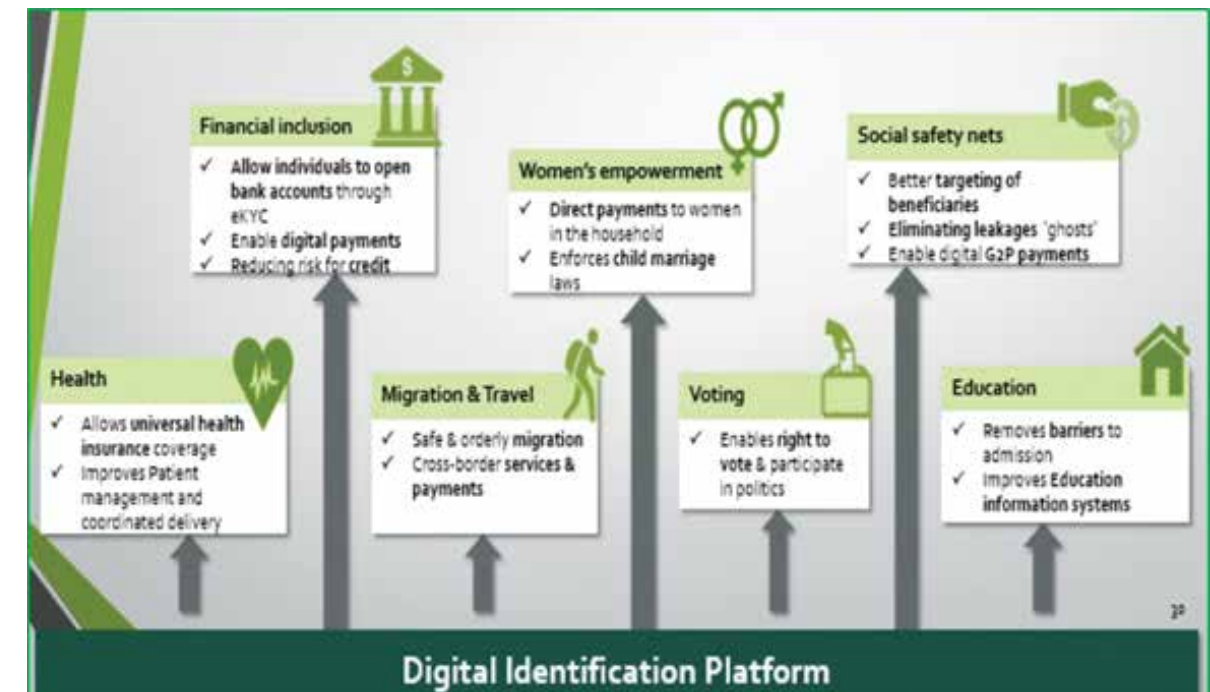 Financial inclusion
✓ Allow individuals to open
bank accounts through
eKYC
✓ Enable digital payments
✓ Reducing risk for credit
Women's empowerment
✓ Direct payments to women
in the household
✓ Enforces child marriage
laws
Social safety nets
✓ Better targeting of
beneficiaries
✓ Eliminating leakages 'ghosts'
✓ Enable digital G2P payments
Health
✓ Allows universal health
insurance coverage
✓ Improves Patient
management and
coordinated delivery
Migration & Travel
✓ Safe & orderly migration
✓ Cross-border services &
payments
Voting
✓ Enables right to
vote & participate
in politics
Education
✓ Removes barriers to
admission
✓ Improves Education
information systems
30
Digital Identification Platform